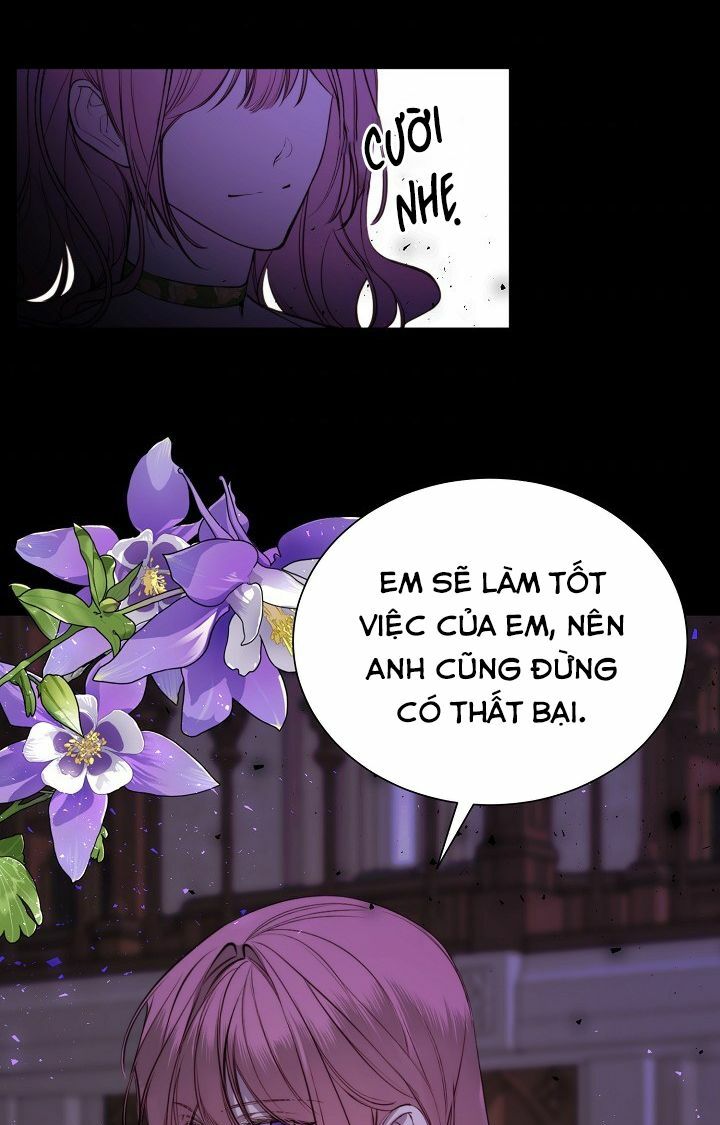 CƯỜI
NHẸ.
EM SẼ LÀM TỐT
VIỆC CỦA EM, NÊN
ANH CŨNG ĐỪNG
CÓ THẤT BẠI.